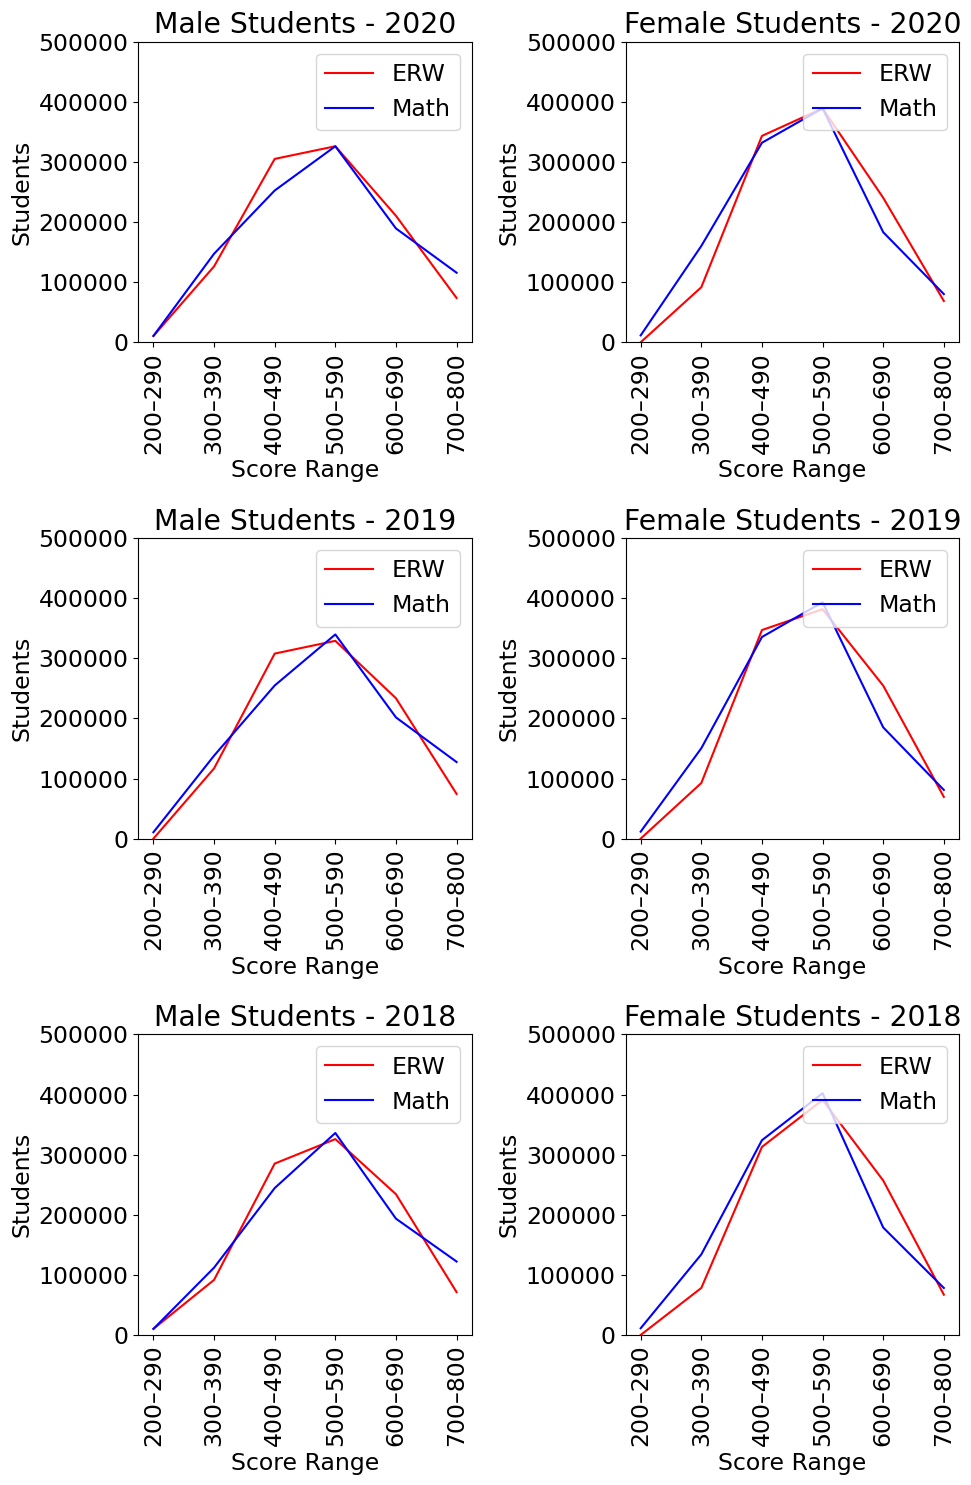 Male Students - 2020
Female Students - 2020
500000
400000
300000
200000
100000
0
Students
ERW
Math
200–290
300–390
400–490
500–590
600–690
700–800
Score Range
500000
400000
300000
200000
100000
0
Students
ERW
Math
200–290
300–390
400–490
500–590
600–690
700–800
Score Range
Male Students - 2019
Female Students - 2019
500000
400000
300000
200000
100000
0
Students
ERW
Math
200–290
300–390
400–490
500–590
600–690
700–800
Score Range
500000
400000
300000
200000
100000
0
Students
ERW
Math
200–290
300–390
400–490
500–590
600–690
700–800
Score Range
Male Students - 2018
Female Students - 2018
500000
400000
300000
200000
100000
0
Students
ERW
Math
200–290
300–390
400–490
500–590
600–690
700–800
Score Range
500000
400000
300000
200000
100000
0
Students
ERW
Math
200–290
300–390
400–490
500–590
600–690
700–800
Score Range